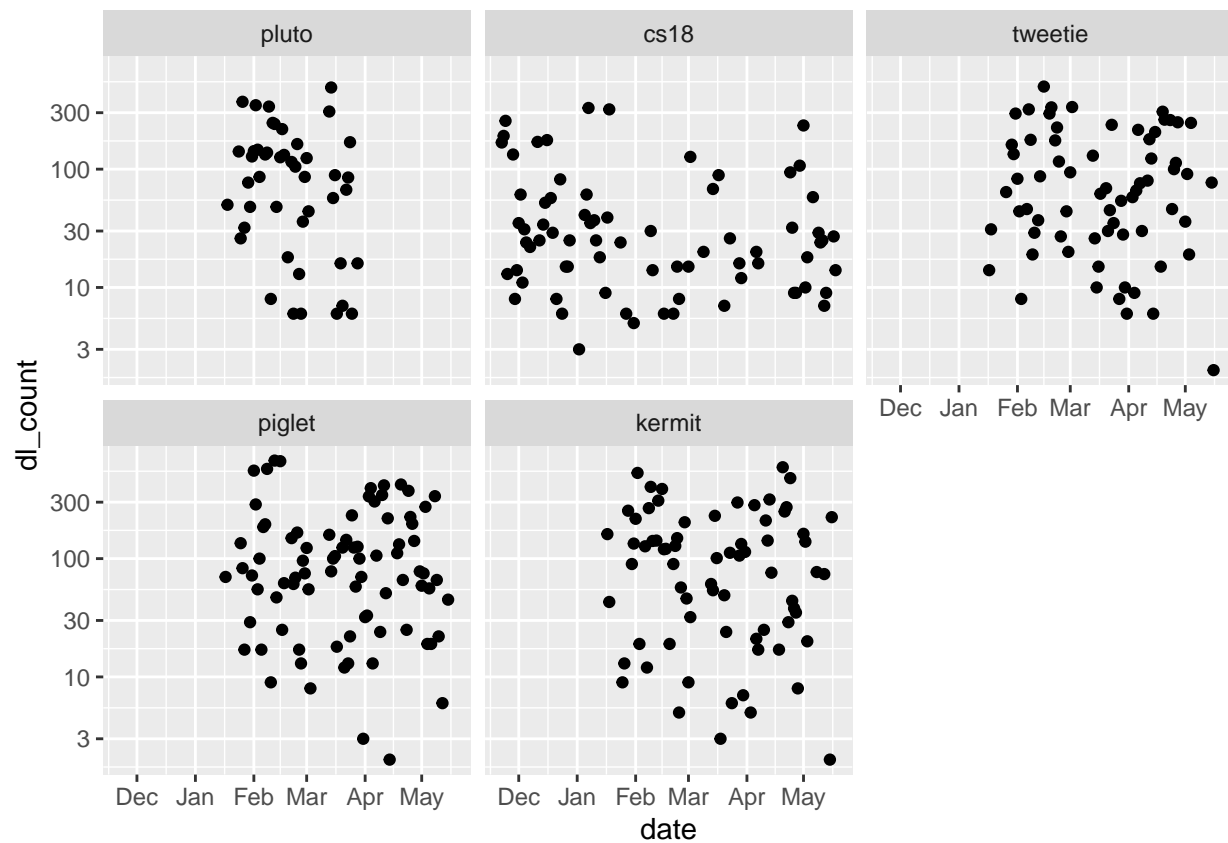 pluto
cs18
tweetie
300
100
30
10
3
Dec Jan Feb Mar Apr May
dl_count
piglet
kermit
300
100
30
10
3
Dec Jan Feb Mar Apr May
Dec Jan Feb Mar Apr May
date